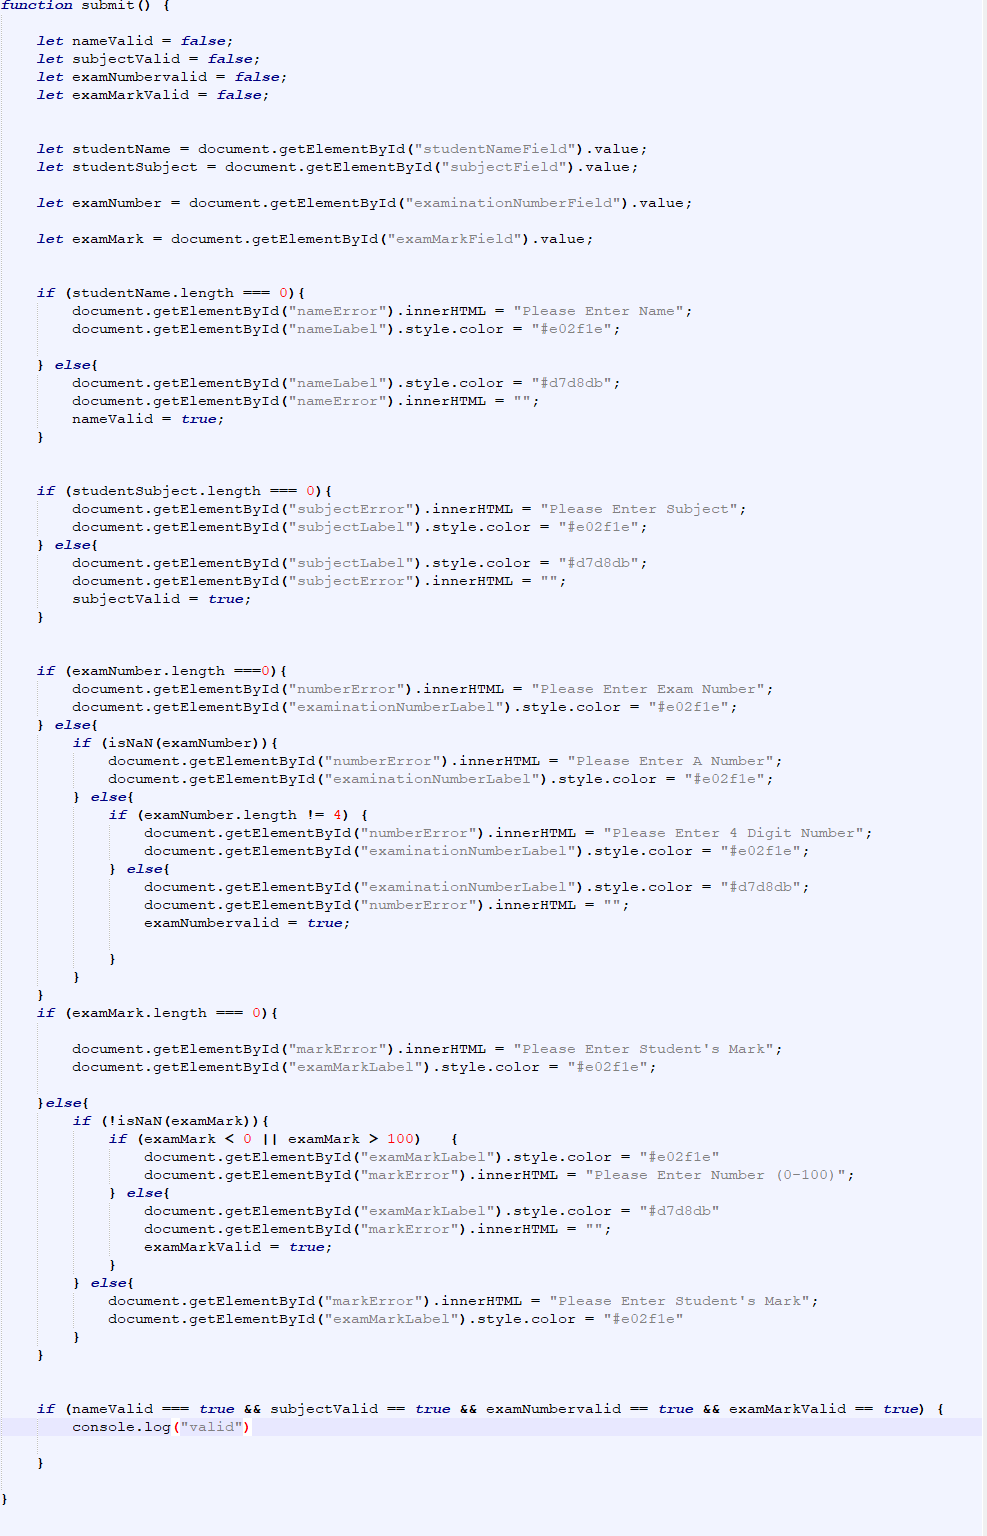 function submit() {
let nameValid = false;
let subjectValid = false;
let examNumbervalid = false;
let examMarkValid = false;
let studentName = document.getElementById("studentNameField").value;
let studentSubject = document.getElementById("subjectField").value;
let examNumber = document.getElementById("examinationNumberField").value;
let examMark = document.getElementById("examMarkField").value;
if (studentName.length === 0){
document.getElementById("nameError").innerHTML = "Please Enter Name";
document.getElementById("nameLabel").style.color = "#e02f1e";
} else{
document.getElementById("nameLabel").style.color = "#d7d8db";
document.getElementById("nameError").innerHTML = "";
nameValid = true;
}
if (studentSubject.length === 0){
document.getElementById("subjectError").innerHTML = "Please Enter Subject";
document.getElementById("subjectLabel").style.color = "#e02f1e";
} else{
document.getElementById("subjectLabel").style.color = "#d7d8db";
document.getElementById("subjectError").innerHTML = "";
subjectValid = true;
}
if (examNumber.length ===0){
document.getElementById("numberError").innerHTML = "Please Enter Exam Number";
document.getElementById("examinationNumberLabel").style.color = "#e02f1e";
} else{
if (isNaN(examNumber)){
document.getElementById("numberError").innerHTML = "Please Enter A Number";
document.getElementById("examinationNumberLabel").style.color = "#e02f1e";
} else{
if (examNumber.length != 4) {
document.getElementById("numberError").innerHTML = "Please Enter 4 Digit Number";
document.getElementById("examinationNumberLabel").style.color = "#e02f1e";
} else{
document.getElementById("examinationNumberLabel").style.color = "#d7d8db";
document.getElementById("numberError").innerHTML = "";
examNumbervalid = true;
}
}
}
if (examMark.length === 0){
document.getElementById("markError").innerHTML = "Please Enter Student's Mark";
document.getElementById("examMarkLabel").style.color = "#e02f1e";
}else{
if (!isNaN(examMark)){
if (examMark < 0 || examMark > 100) {
document.getElementById("examMarkLabel").style.color = "#e02f1e"
document.getElementById("markError").innerHTML = "Please Enter Number (0-100)";
} else{
document.getElementById("examMarkLabel").style.color = "#d7d8db"
document.getElementById("markError").innerHTML = "";
examMarkValid = true;
}
} else{
document.getElementById("markError").innerHTML = "Please Enter Student's Mark";
document.getElementById("examMarkLabel").style.color = "#e02f1e"
}
}
if (nameValid === true && subjectValid == true && examNumbervalid == true && examMarkValid == true) {
console.log("valid")
}
}